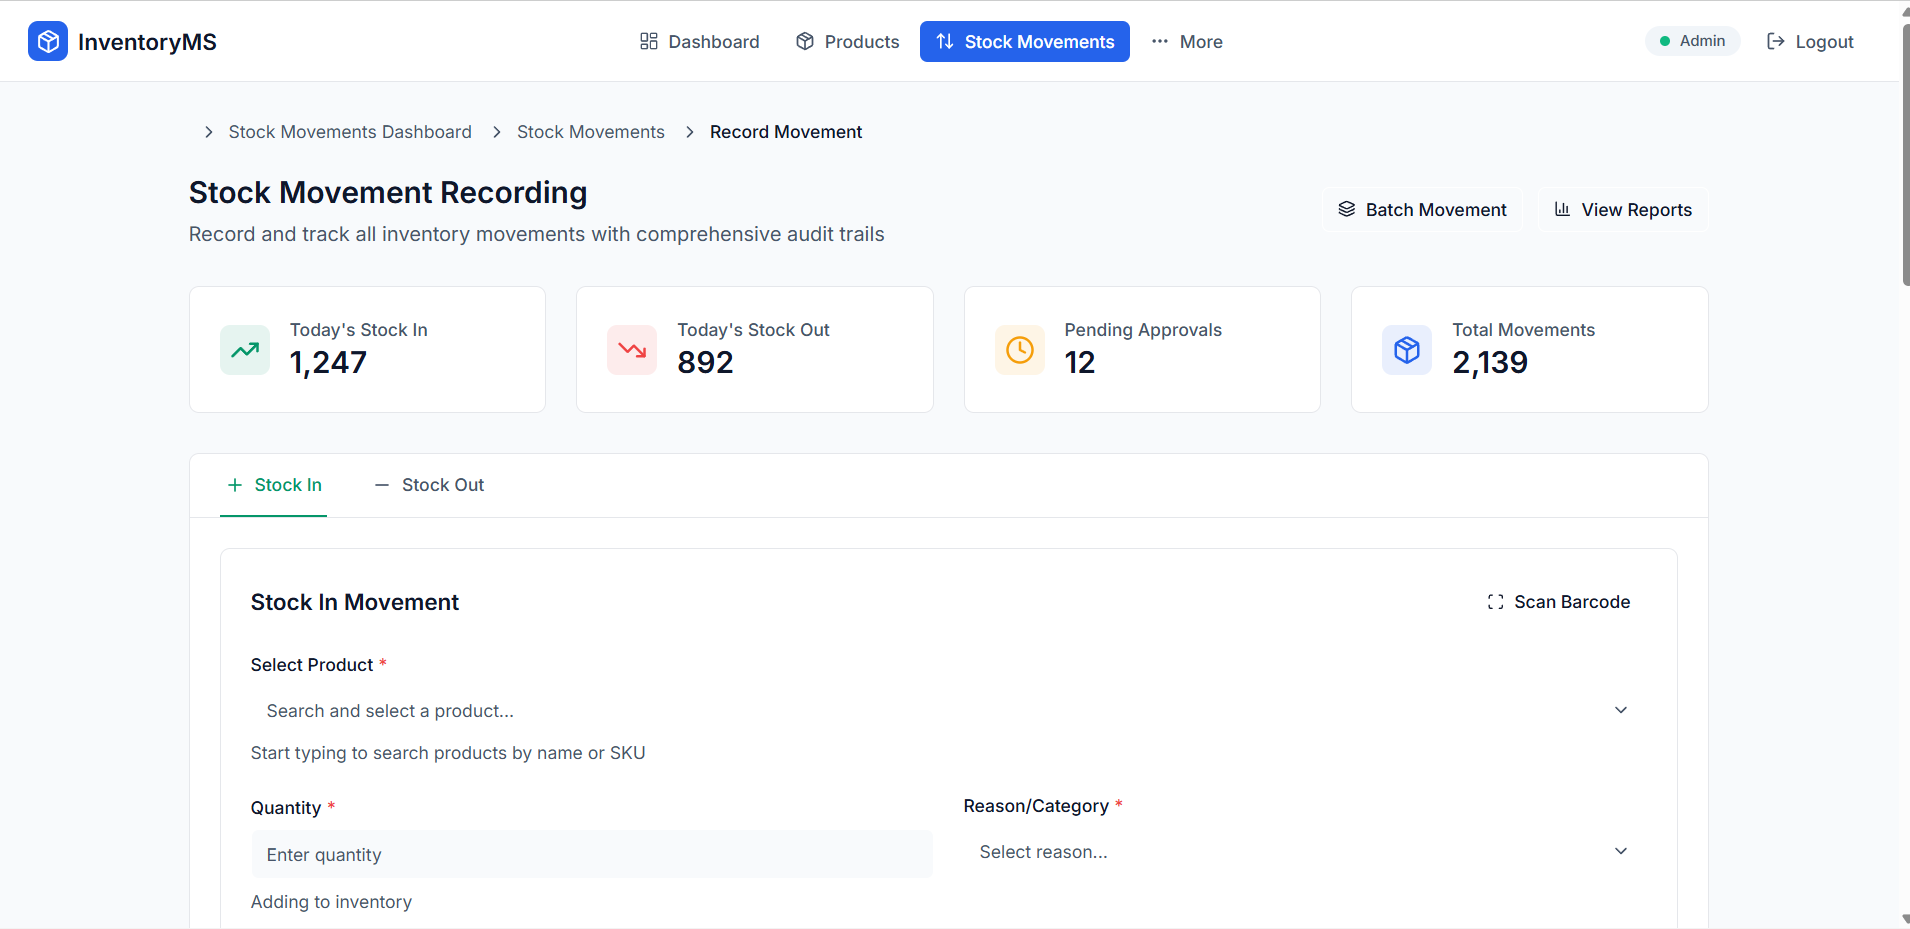 InventoryMS
Dashboard
Products
Stock Movements
More
Admin
Logout
Stock Movements Dashboard
Stock Movements
Record Movement
Stock Movement Recording
Record and track all inventory movements with comprehensive audit trails
Batch Movement
View Reports
Today's Stock In
1,247
Today's Stock Out
892
Pending Approvals
12
Total Movements
2,139
Stock In
Stock Out
Stock In Movement
Scan Barcode
Select Product *
Search and select a product...
Start typing to search products by name or SKU
Quantity *
Enter quantity
Adding to inventory
Reason/Category *
Select reason...